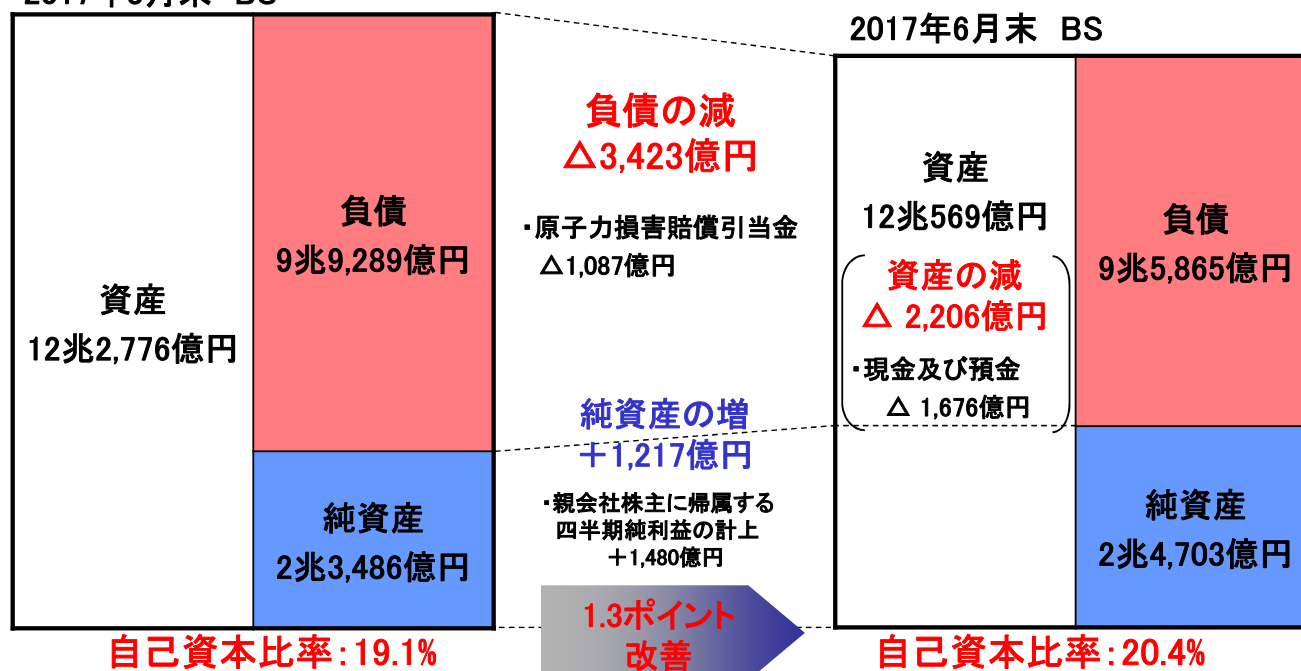 2017年3月末 BS
資産
12兆2,776億円
負債
9兆9,289億円
純資産
2兆3,486億円
自己資本比率：19.1%
負債の減
△3,423億円
・原子力損害賠償引当金
△1,087億円
純資産の増
＋1,217億円
・親会社株主に帰属する
四半期純利益の計上
＋1,480億円
1.3ポイント
改善
2017年6月末 BS
資産
12兆569億円
資産の減
△ 2,206億円
・現金及び預金
△ 1,676億円
負債
9兆5,865億円
純資産
2兆4,703億円
自己資本比率：20.4%